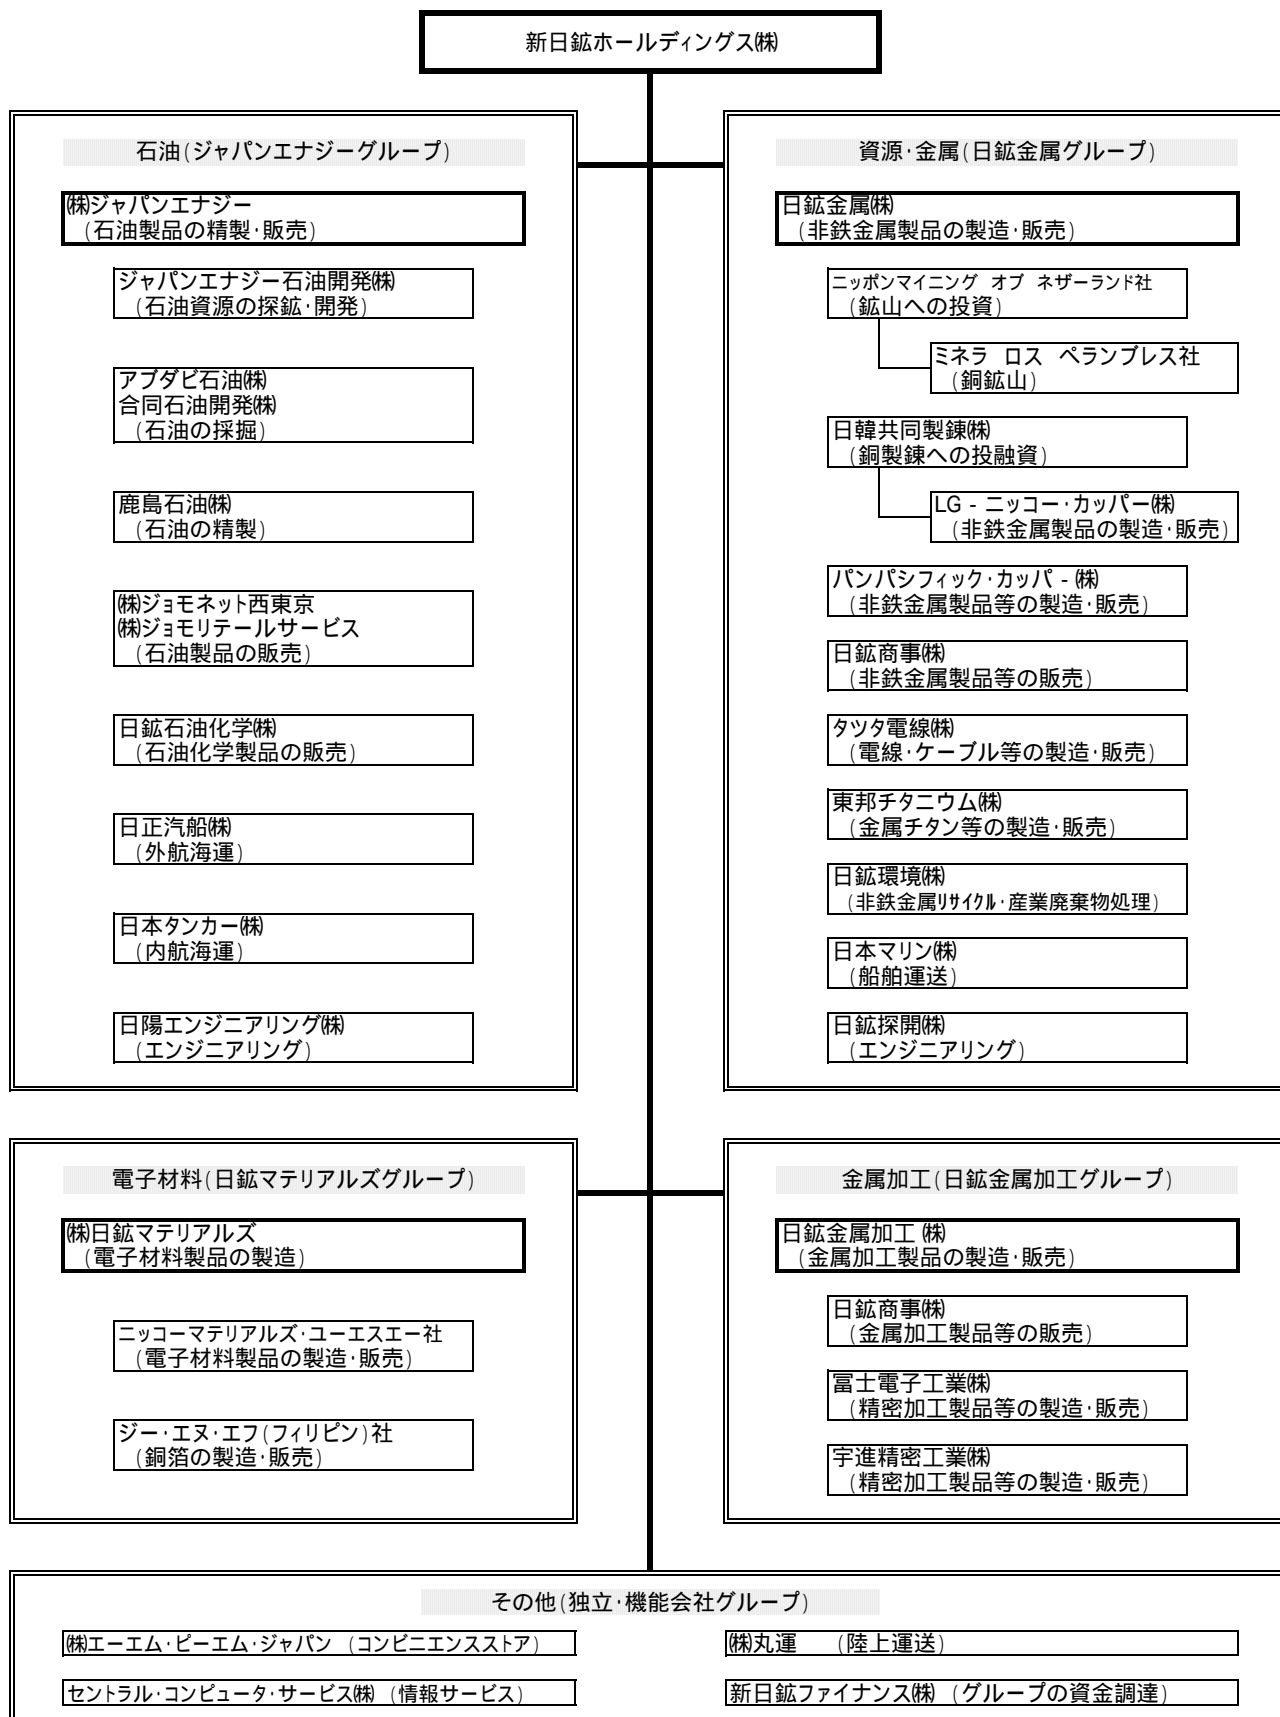 新日鉱ホールディングス㈱
石油(ジャパンエナジーグループ)
㈱ジャパンエナジー
(石油製品の精製・販売)
ジャパンエナジー石油開発㈱
(石油資源の探鉱・開発)
アブダビ石油㈱
合同石油開発㈱
(石油の採掘)
鹿島石油㈱
(石油の精製)
㈱ジョモネット西東京
㈱ジョモリテールサービス
(石油製品の販売)
日鉱石油化学㈱
(石油化学製品の販売)
日正汽船㈱
(外航海運)
日本タンカー㈱
(内航海運)
日陽エンジニアリング㈱
(エンジニアリング)
資源・金属(日鉱金属グループ)
日鉱金属㈱
(非鉄金属製品の製造・販売)
ニッポンマイニング オブ ネザーランド社
(鉱山への投資)
ミネラ ロス ペランブレス社
(銅鉱山)
日韓共同製錬㈱
(銅製錬への投融資)
LG - ニッコー・カッパー㈱
(非鉄金属製品の製造・販売)
パンパシフィック・カッパ - ㈱
(非鉄金属製品等の製造・販売)
日鉱商事㈱
(非鉄金属製品等の販売)
タツタ電線㈱
(電線・ケーブル等の製造・販売)
東邦チタニウム㈱
(金属チタン等の製造・販売)
日鉱環境㈱
(非鉄金属ﾘｻｲｸﾙ・産業廃棄物処理)
日本マリン㈱
(船舶運送)
日鉱探開㈱
(エンジニアリング)
電子材料(日鉱マテリアルズグループ)
㈱日鉱マテリアルズ
(電子材料製品の製造)
ニッコーマテリアルズ・ユーエスエー社
(電子材料製品の製造・販売)
ジー・エヌ・エフ(フィリピン)社
(銅箔の製造・販売)
金属加工(日鉱金属加工グループ)
日鉱金属加工 ㈱
(金属加工製品の製造・販売)
日鉱商事㈱
(金属加工製品等の販売)
冨士電子工業㈱
(精密加工製品等の製造・販売)
宇進精密工業㈱
(精密加工製品等の製造・販売)
その他(独立・機能会社グループ)
㈱エーエム・ピーエム・ジャパン (コンビニエンスストア)
㈱丸運 (陸上運送)
セントラル・コンピュータ・サービス㈱ (情報サービス)
新日鉱ファイナンス㈱ (グループの資金調達)